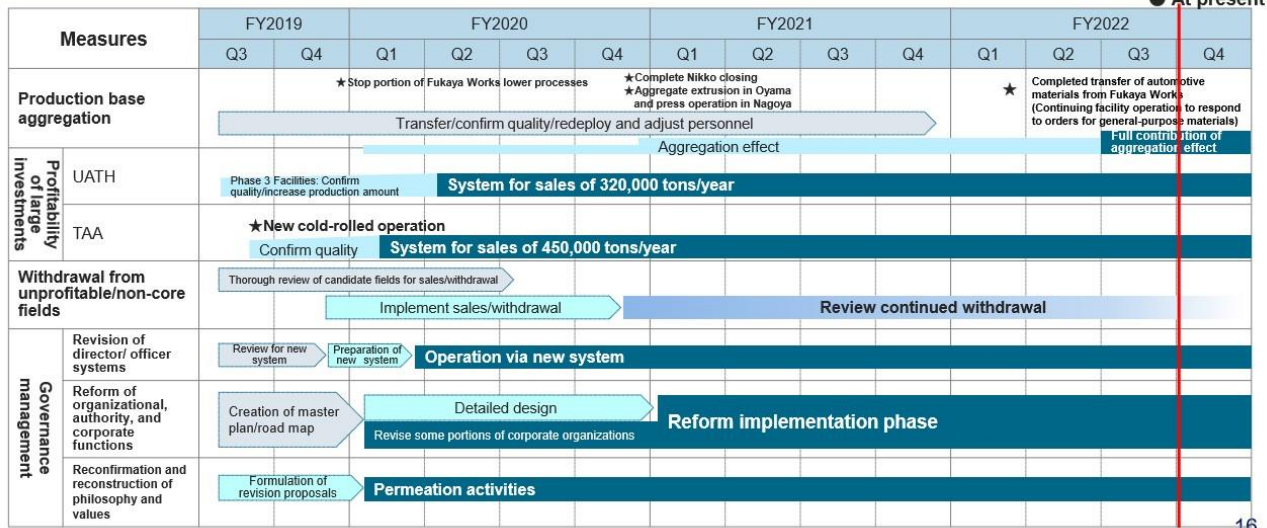 ● At present
Measures
FY2019
FY2020
FY2021
FY2022
Q3
Q4
Q1
Q2
Q3
Q4
Q1
Q2
Q3
Q4
Q1
Q2
Q3
Q4
Production base
aggregation
★Stop portion of Fukaya Works lower processes
★Complete Nikko closing
★Aggregate extrusion in Oyama
and press operation in Nagoya
★
Completed transfer of automotive
materials from Fukaya Works
(Continuing facility operation to respond
to orders for general-purpose materials)
Transfer/confirm quality/redeploy and adjust personnel
Aggregation effect
Full contribution of
aggregation effect
Profitability
of large
investments
UATH
Phase 3 Facilities: Confirm
quality/increase production amount
System for sales of 320,000 tons/year
TAA
★New cold-rolled operation
Confirm quality
System for sales of 450,000 tons/year
Withdrawal from
unprofitable/non-core
fields
Thorough review of candidate fields for sales/withdrawal
Implement sales/withdrawal
Review continued withdrawal
Governance
management
Revision of
director/ officer
systems
Review for new
system
Preparation of
new system
Operation via new system
Reform of
organizational,
authority, and
corporate
functions
Creation of master
plan/road map
Detailed design
Revise some portions of corporate organizations
Reform implementation phase
Reconfirmation and
reconstruction of
philosophy and
values
Formulation of
revision proposals
Permeation activities
16